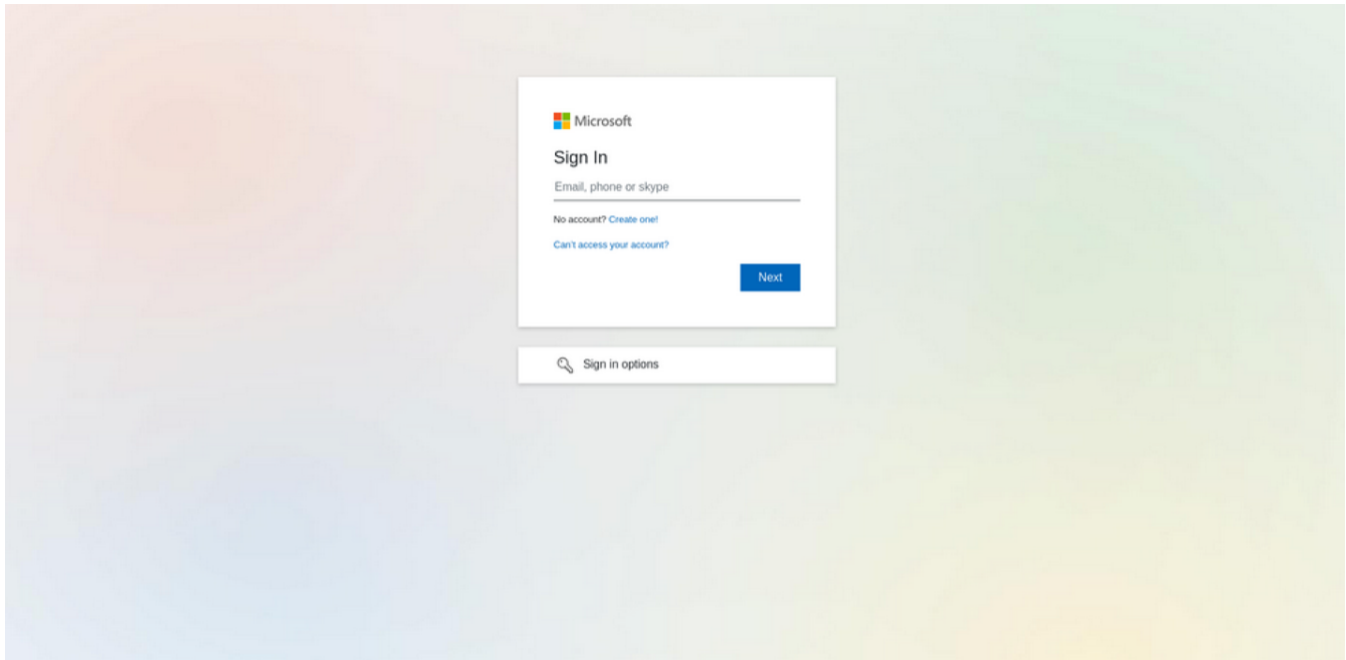 Microsoft
Sign In
Email, phone or skype
No account? Create one!
Can't access your account?
Next
Sign in options